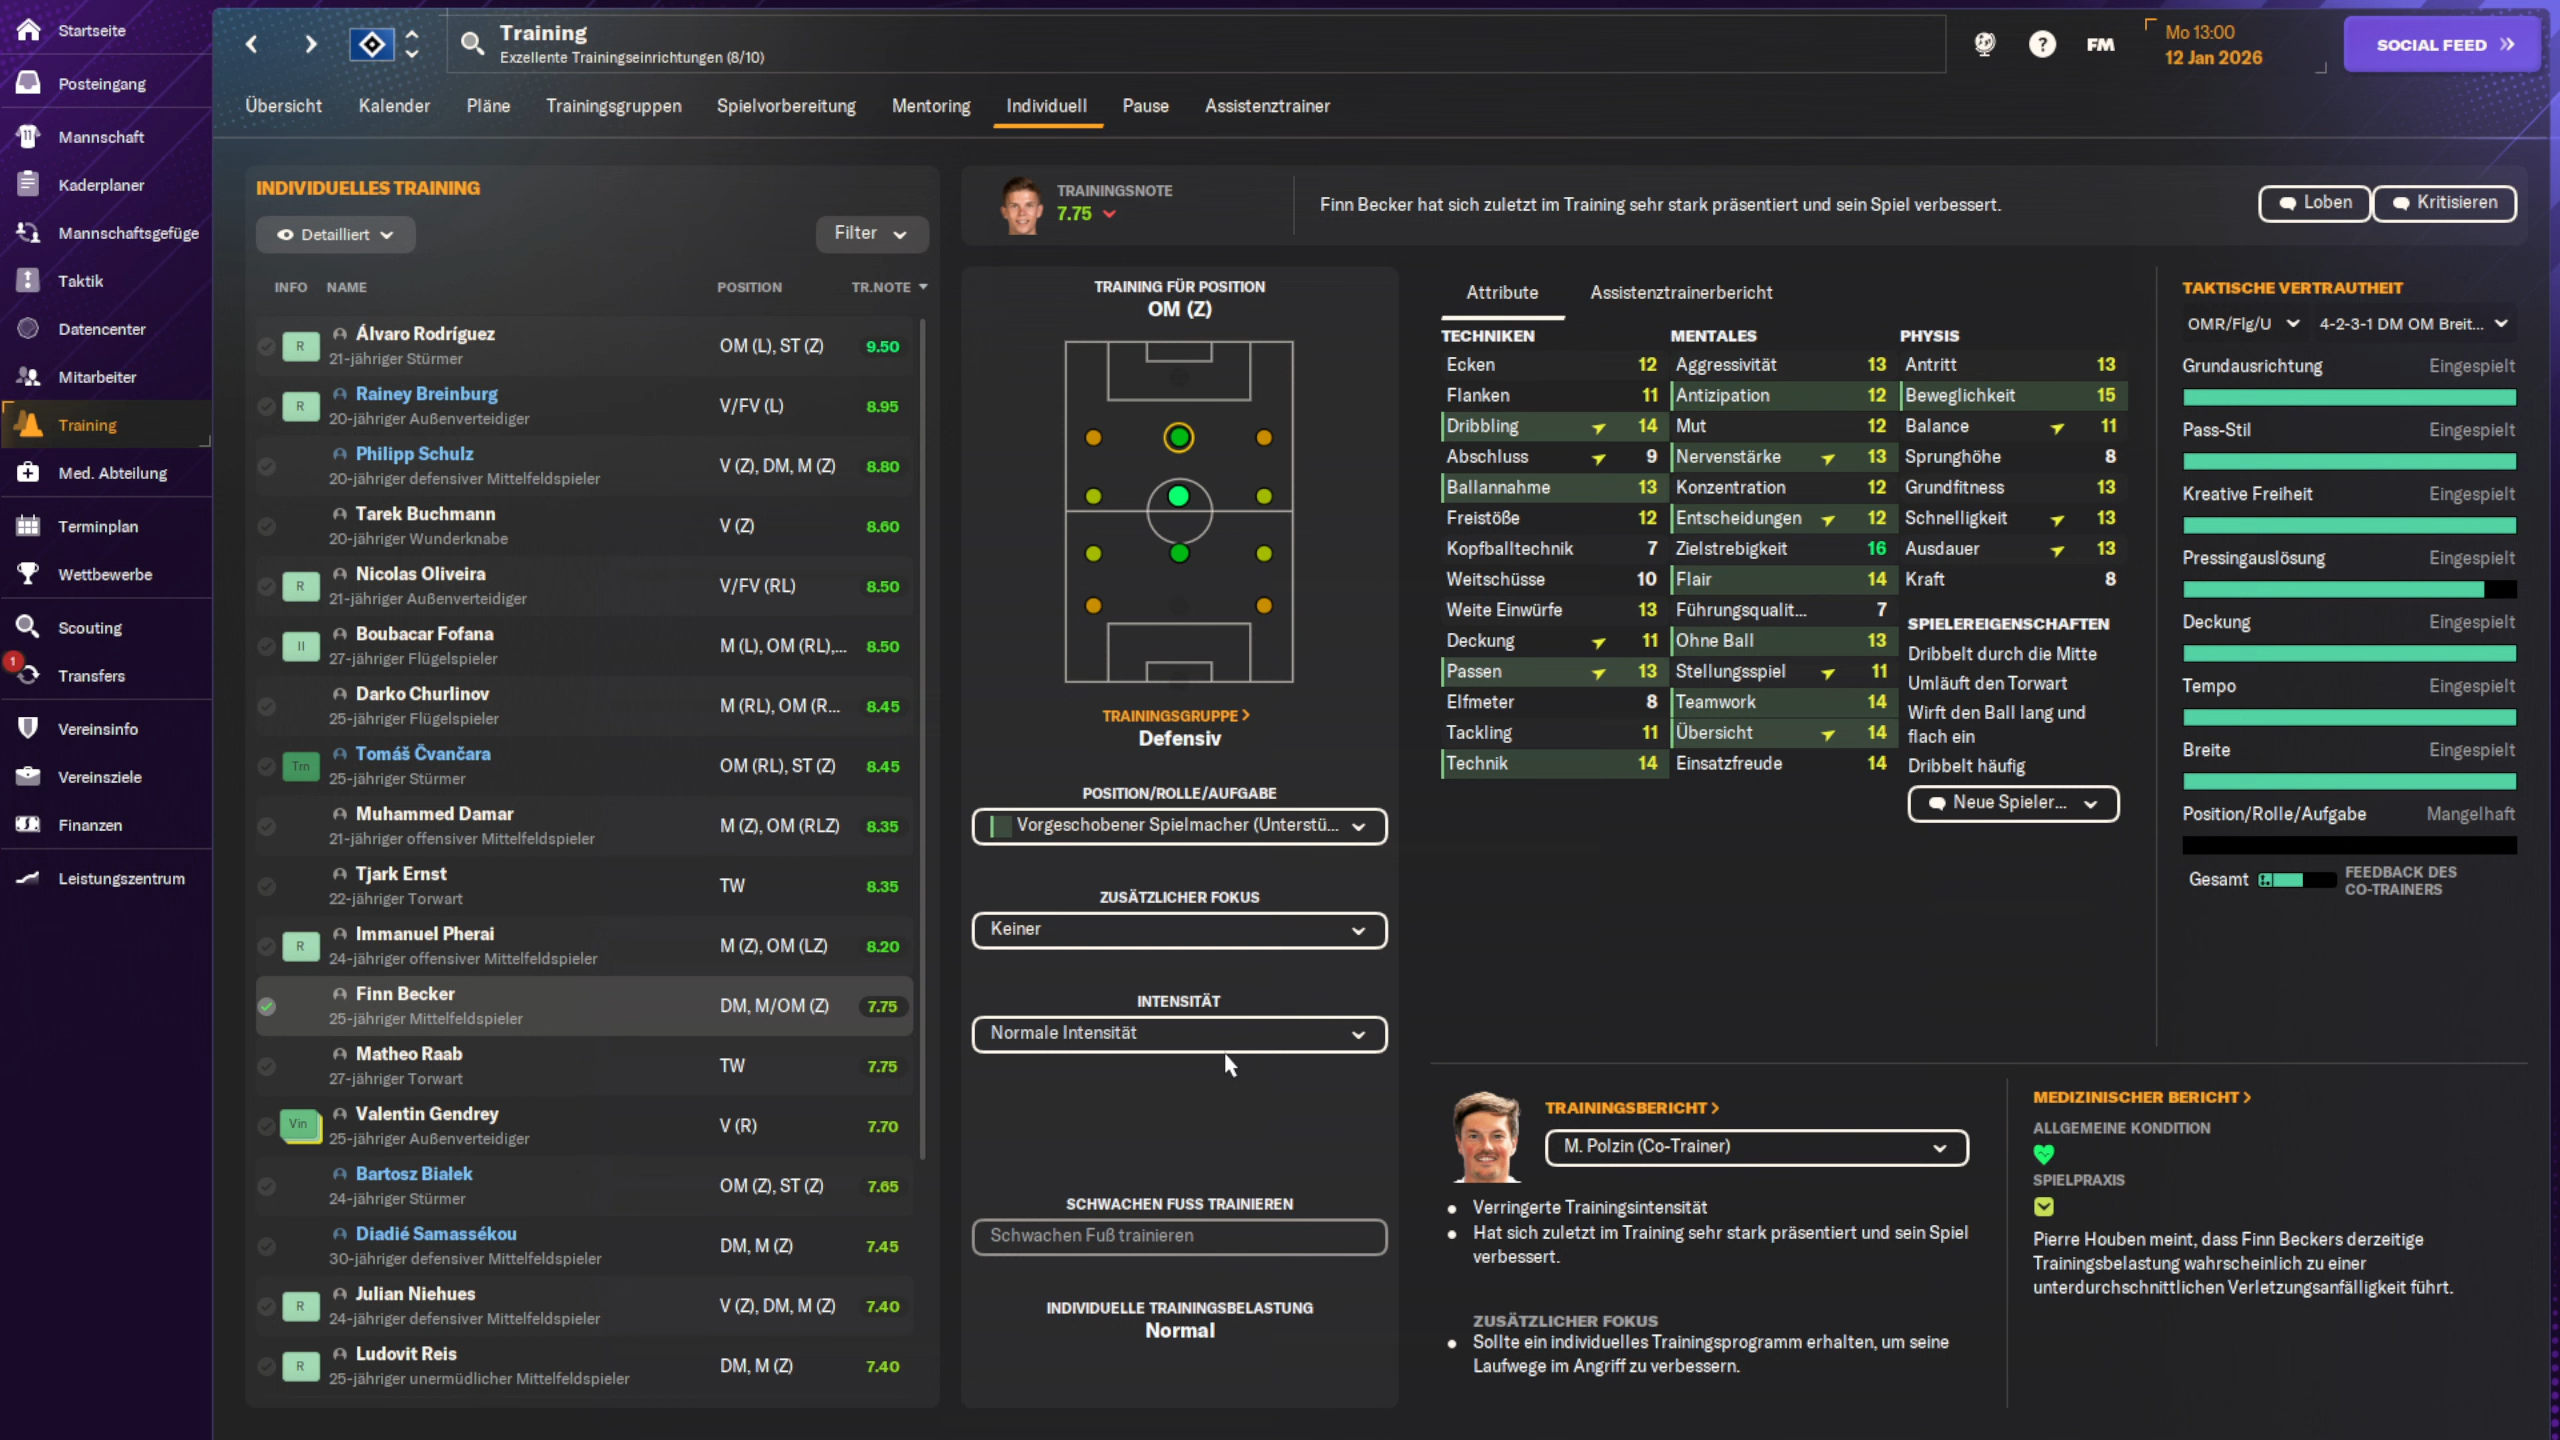 Startseite
Posteingang
Mannschaft
Kaderplaner
Mannschaftsgefüge
Taktik
Datencenter
Mitarbeiter
Training
Med. Abteilung
Terminplan
Wettbewerbe
Scouting
1
Transfers
Vereinsinfo
Vereinsziele
Finanzen
Leistungszentrum
Training
Exzellente Trainingseinrichtungen (8/10)
FM
Mo 13:00
12 Jan 2026
SOCIAL FEED
Übersicht Kalender Pläne Trainingsgruppen Spielvorbereitung Mentoring Individuell Pause Assistenztrainer
INDIVIDUELLES TRAINING
Detailliert
Filter
INFO NAME POSITION TR.NOTE
R Álvaro Rodríguez OM (L), ST (Z) 9.50
21-jähriger Stürmer
R Rainey Breinburg V/FV (L) 8.95
20-jähriger Außenverteidiger
Philipp Schulz V (Z), DM, M (Z) 8.80
20-jähriger defensiver Mittelfeldspieler
Tarek Buchmann V (Z) 8.60
20-jähriger Wunderknabe
R Nicolas Oliveira V/FV (RL) 8.50
21-jähriger Außenverteidiger
II Boubacar Fofana M (L), OM (RL),... 8.50
27-jähriger Flügelspieler
Darko Churlinov M (RL), OM (R... 8.45
25-jähriger Flügelspieler
Trn Tomáš Čvančara OM (RL), ST (Z) 8.45
25-jähriger Stürmer
Muhammed Damar M (Z), OM (RLZ) 8.35
21-jähriger offensiver Mittelfeldspieler
Tjark Ernst TW 8.35
22-jähriger Torwart
R Immanuel Pherai M (Z), OM (LZ) 8.20
24-jähriger offensiver Mittelfeldspieler
Finn Becker DM, M/OM (Z) 7.75
25-jähriger Mittelfeldspieler
Matheo Raab TW 7.75
27-jähriger Torwart
Vin Valentin Gendrey V (R) 7.70
25-jähriger Außenverteidiger
Bartosz Bialek OM (Z), ST (Z) 7.65
24-jähriger Stürmer
Diadié Samassékou DM, M (Z) 7.45
30-jähriger defensiver Mittelfeldspieler
R Julian Niehues V (Z), DM, M (Z) 7.40
24-jähriger defensiver Mittelfeldspieler
R Ludovit Reis DM, M (Z) 7.40
25-jähriger unermüdlicher Mittelfeldspieler
TRAININGSNOTE
7.75
Finn Becker hat sich zuletzt im Training sehr stark präsentiert und sein Spiel verbessert.
Loben
Kritisieren
TRAINING FÜR POSITION
OM (Z)
TRAININGSGRUPPE
Defensiv
POSITION/ROLLE/AUFGABE
Vorgeschobener Spielmacher (Unterstü...
ZUSÄTZLICHER FOKUS
Keiner
INTENSITÄT
Normale Intensität
SCHWACHEN FUSS TRAINIEREN
Schwachen Fuß trainieren
INDIVIDUELLE TRAININGSBELASTUNG
Normal
Attribute Assistenztrainerbericht
TECHNIKEN
Ecken 12
Flanken 11
Dribbling 14
Abschluss 9
Ballannahme 13
Freistöße 12
Kopfballtechnik 7
Weitschüsse 10
Weite Einwürfe 13
Deckung 11
Passen 13
Elfmeter 8
Tackling 11
Technik 14
MENTALES
Aggressivität 13
Antizipation 12
Mut 12
Nervenstärke 13
Konzentration 12
Entscheidungen 12
Zielstrebigkeit 16
Flair 14
Führungsqualit... 7
Ohne Ball 13
Stellungsspiel 11
Teamwork 14
Übersicht 14
Einsatzfreude 14
PHYSIS
Antritt 13
Beweglichkeit 15
Balance 11
Sprunghöhe 8
Grundfitness 13
Schnelligkeit 13
Ausdauer 13
Kraft 8
SPIELEREIGENSCHAFTEN
Dribbelt durch die Mitte
Umläuft den Torwart
Wirft den Ball lang und
flach ein
Dribbelt häufig
Neue Spieler...
TAKTISCHE VERTRAUTHEIT
OMR/Flg/U 4-2-3-1 DM OM Breit...
Grundausrichtung Eingespielt
Pass-Stil Eingespielt
Kreative Freiheit Eingespielt
Pressingauslösung Eingespielt
Deckung Eingespielt
Tempo Eingespielt
Breite Eingespielt
Position/Rolle/Aufgabe Mangelhaft
Gesamt
FEEDBACK DES
CO-TRAINERS
TRAININGSBERICHT
M. Polzin (Co-Trainer)
Verringerte Trainingsintensität
Hat sich zuletzt im Training sehr stark präsentiert und sein Spiel
verbessert.
ZUSÄTZLICHER FOKUS
Sollte ein individuelles Trainingsprogramm erhalten, um seine
Laufwege im Angriff zu verbessern.
MEDIZINISCHER BERICHT
ALLGEMEINE KONDITION
SPIELPRAXIS
Pierre Houben meint, dass Finn Beckers derzeitige
Trainingsbelastung wahrscheinlich zu einer
unterdurchschnittlichen Verletzungsanfälligkeit führt.